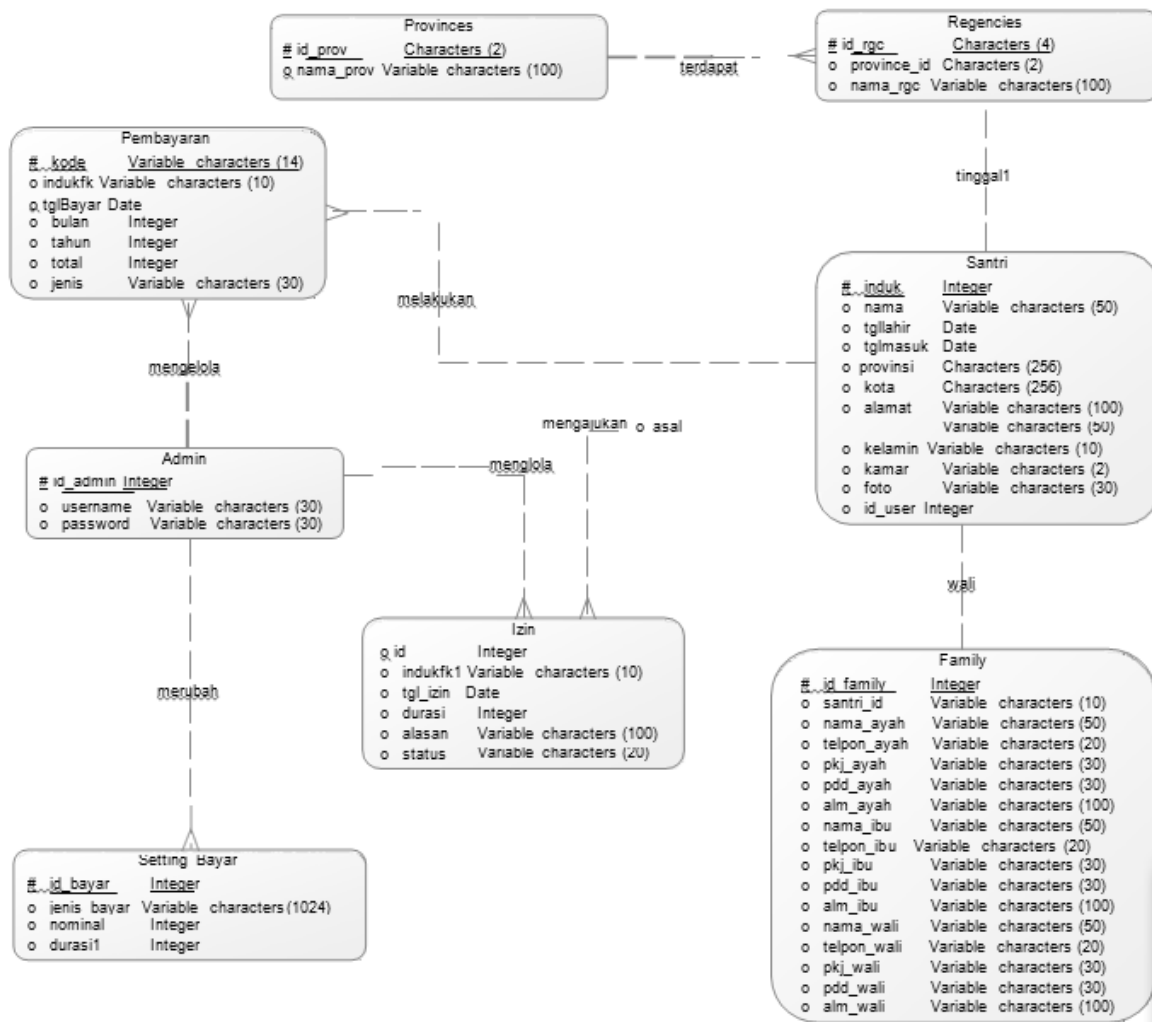 Provinces
# id_prov Characters (2)
o nama_prov Variable characters (100)
terdapat
Regencies
# id_rgc Characters (4)
o province_id Characters (2)
o nama_rgc Variable characters (100)
Pembayaran
# kode Variable characters (14)
o indukfk Variable characters (10)
o tglBayar Date
o bulan Integer
o tahun Integer
o total Integer
o jenis Variable characters (30)
tinggal1
melakukan
mengelola
Santri
# induk Integer
o nama Variable characters (50)
o tgllahir Date
o tglmasuk Date
o provinsi Characters (256)
o kota Characters (256)
o alamat Variable characters (100)
Variable characters (50)
o kelamin Variable characters (10)
o kamar Variable characters (2)
o foto Variable characters (30)
o id_user Integer
mengajukan o asal
menglola
Admin
# id_admin Integer
o username Variable characters (30)
o password Variable characters (30)
wali
merubah
Izin
o id Integer
o indukfk1 Variable characters (10)
o tgl_izin Date
o durasi Integer
o alasan Variable characters (100)
o status Variable characters (20)
Family
# id_family Integer
o santri_id Variable characters (10)
o nama_ayah Variable characters (50)
o telpon_ayah Variable characters (20)
o pkj_ayah Variable characters (30)
o pdd_ayah Variable characters (30)
o alm_ayah Variable characters (100)
o nama_ibu Variable characters (50)
o telpon_ibu Variable characters (20)
o pkj_ibu Variable characters (30)
o pdd_ibu Variable characters (30)
o alm_ibu Variable characters (100)
o nama_wali Variable characters (50)
o telpon_wali Variable characters (20)
o pkj_wali Variable characters (30)
o pdd_wali Variable characters (30)
o alm_wali Variable characters (100)
Setting Bayar
# id_bayar Integer
o jenis bayar Variable characters (1024)
o nominal Integer
o durasi1 Integer